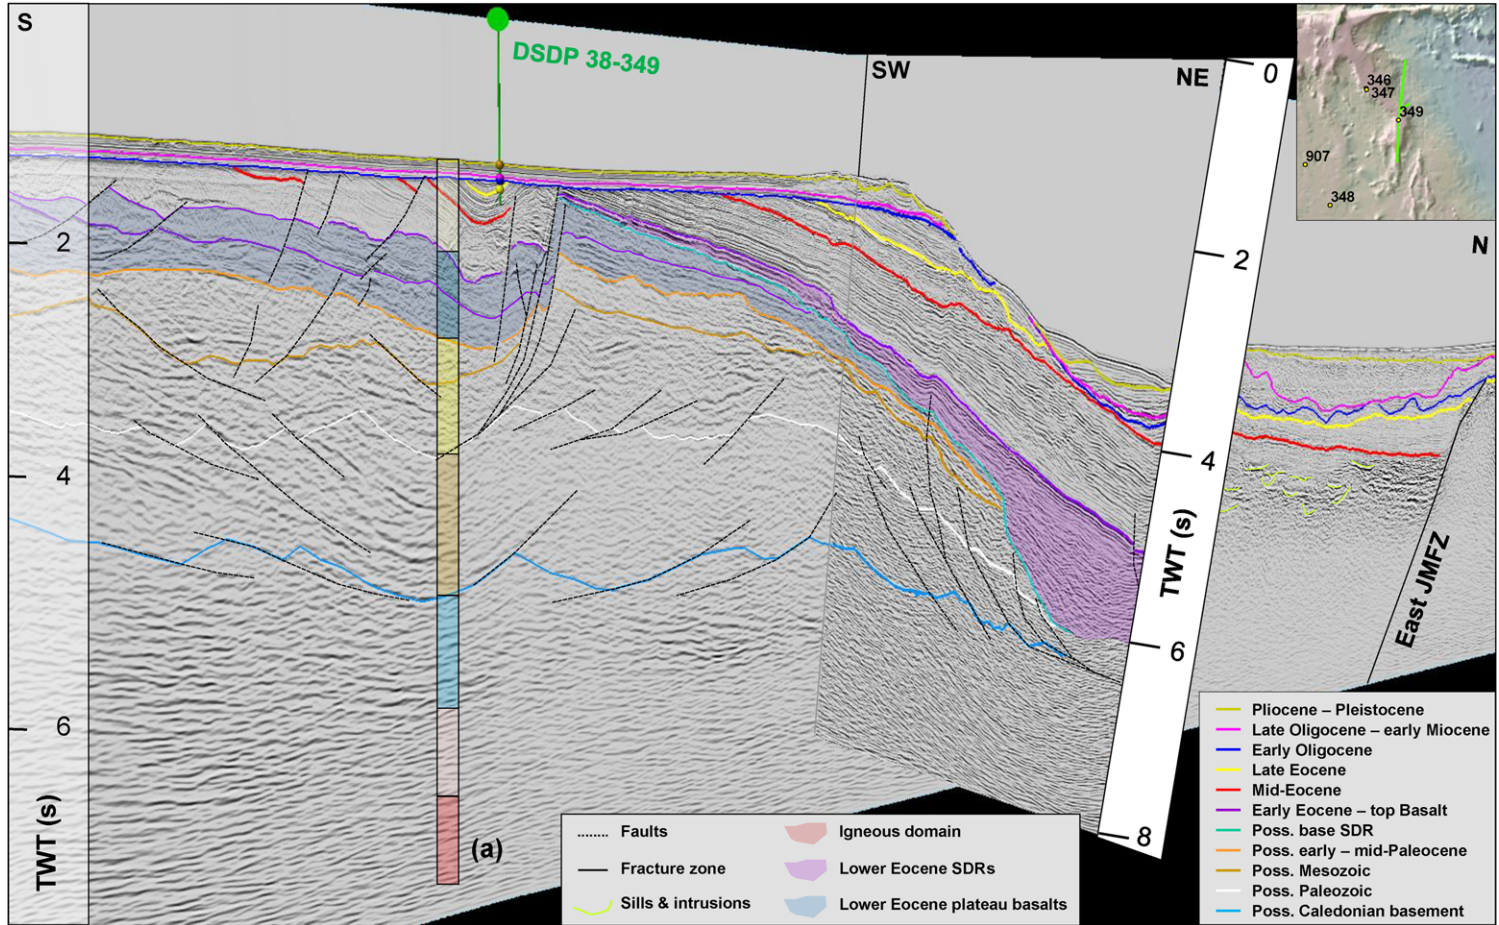 S
DSDP 38-349
SW
NE
0
346
347
349
907
348
N
2
2
4
4
TWT (s)
East JMFZ
6
6
8
TWT (s)
(a)
Faults
Fracture zone
Sills & intrusions
Igneous domain
Lower Eocene SDRs
Lower Eocene plateau basalts
Pliocene – Pleistocene
Late Oligocene – early Miocene
Early Oligocene
Late Eocene
Mid-Eocene
Early Eocene – top Basalt
Poss. base SDR
Poss. early – mid-Paleocene
Poss. Mesozoic
Poss. Paleozoic
Poss. Caledonian basement